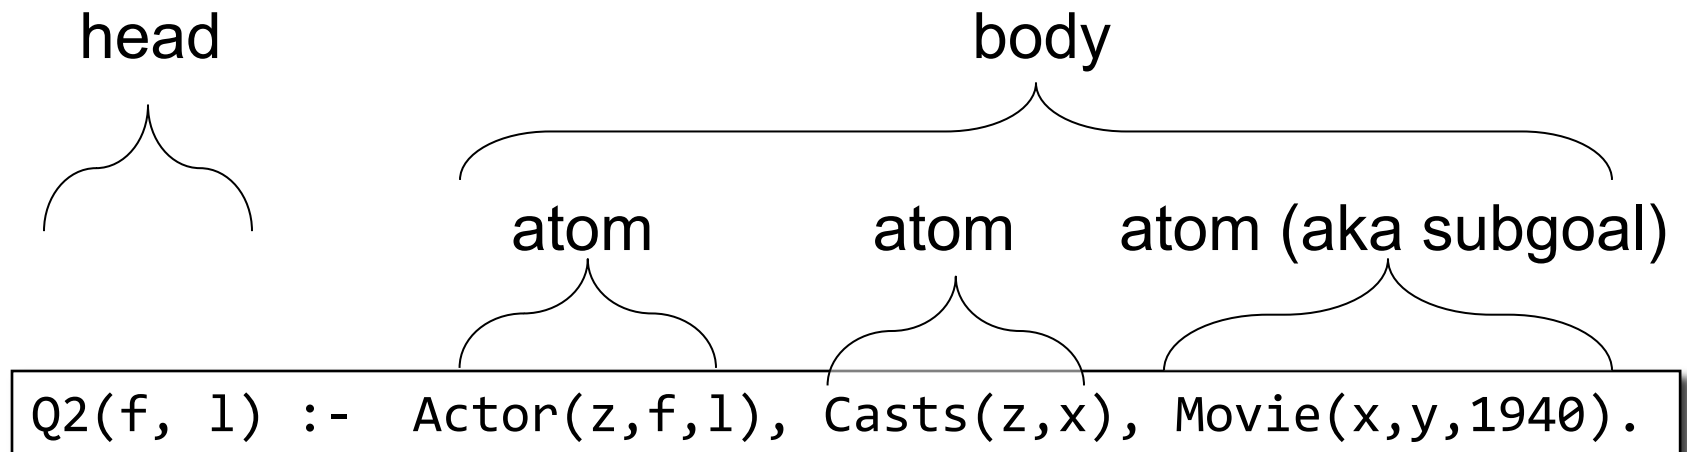 head body
atom atom atom (aka subgoal)
Q2(f, l) :- Actor(z,f,l), Casts(z,x), Movie(x,y,1940).